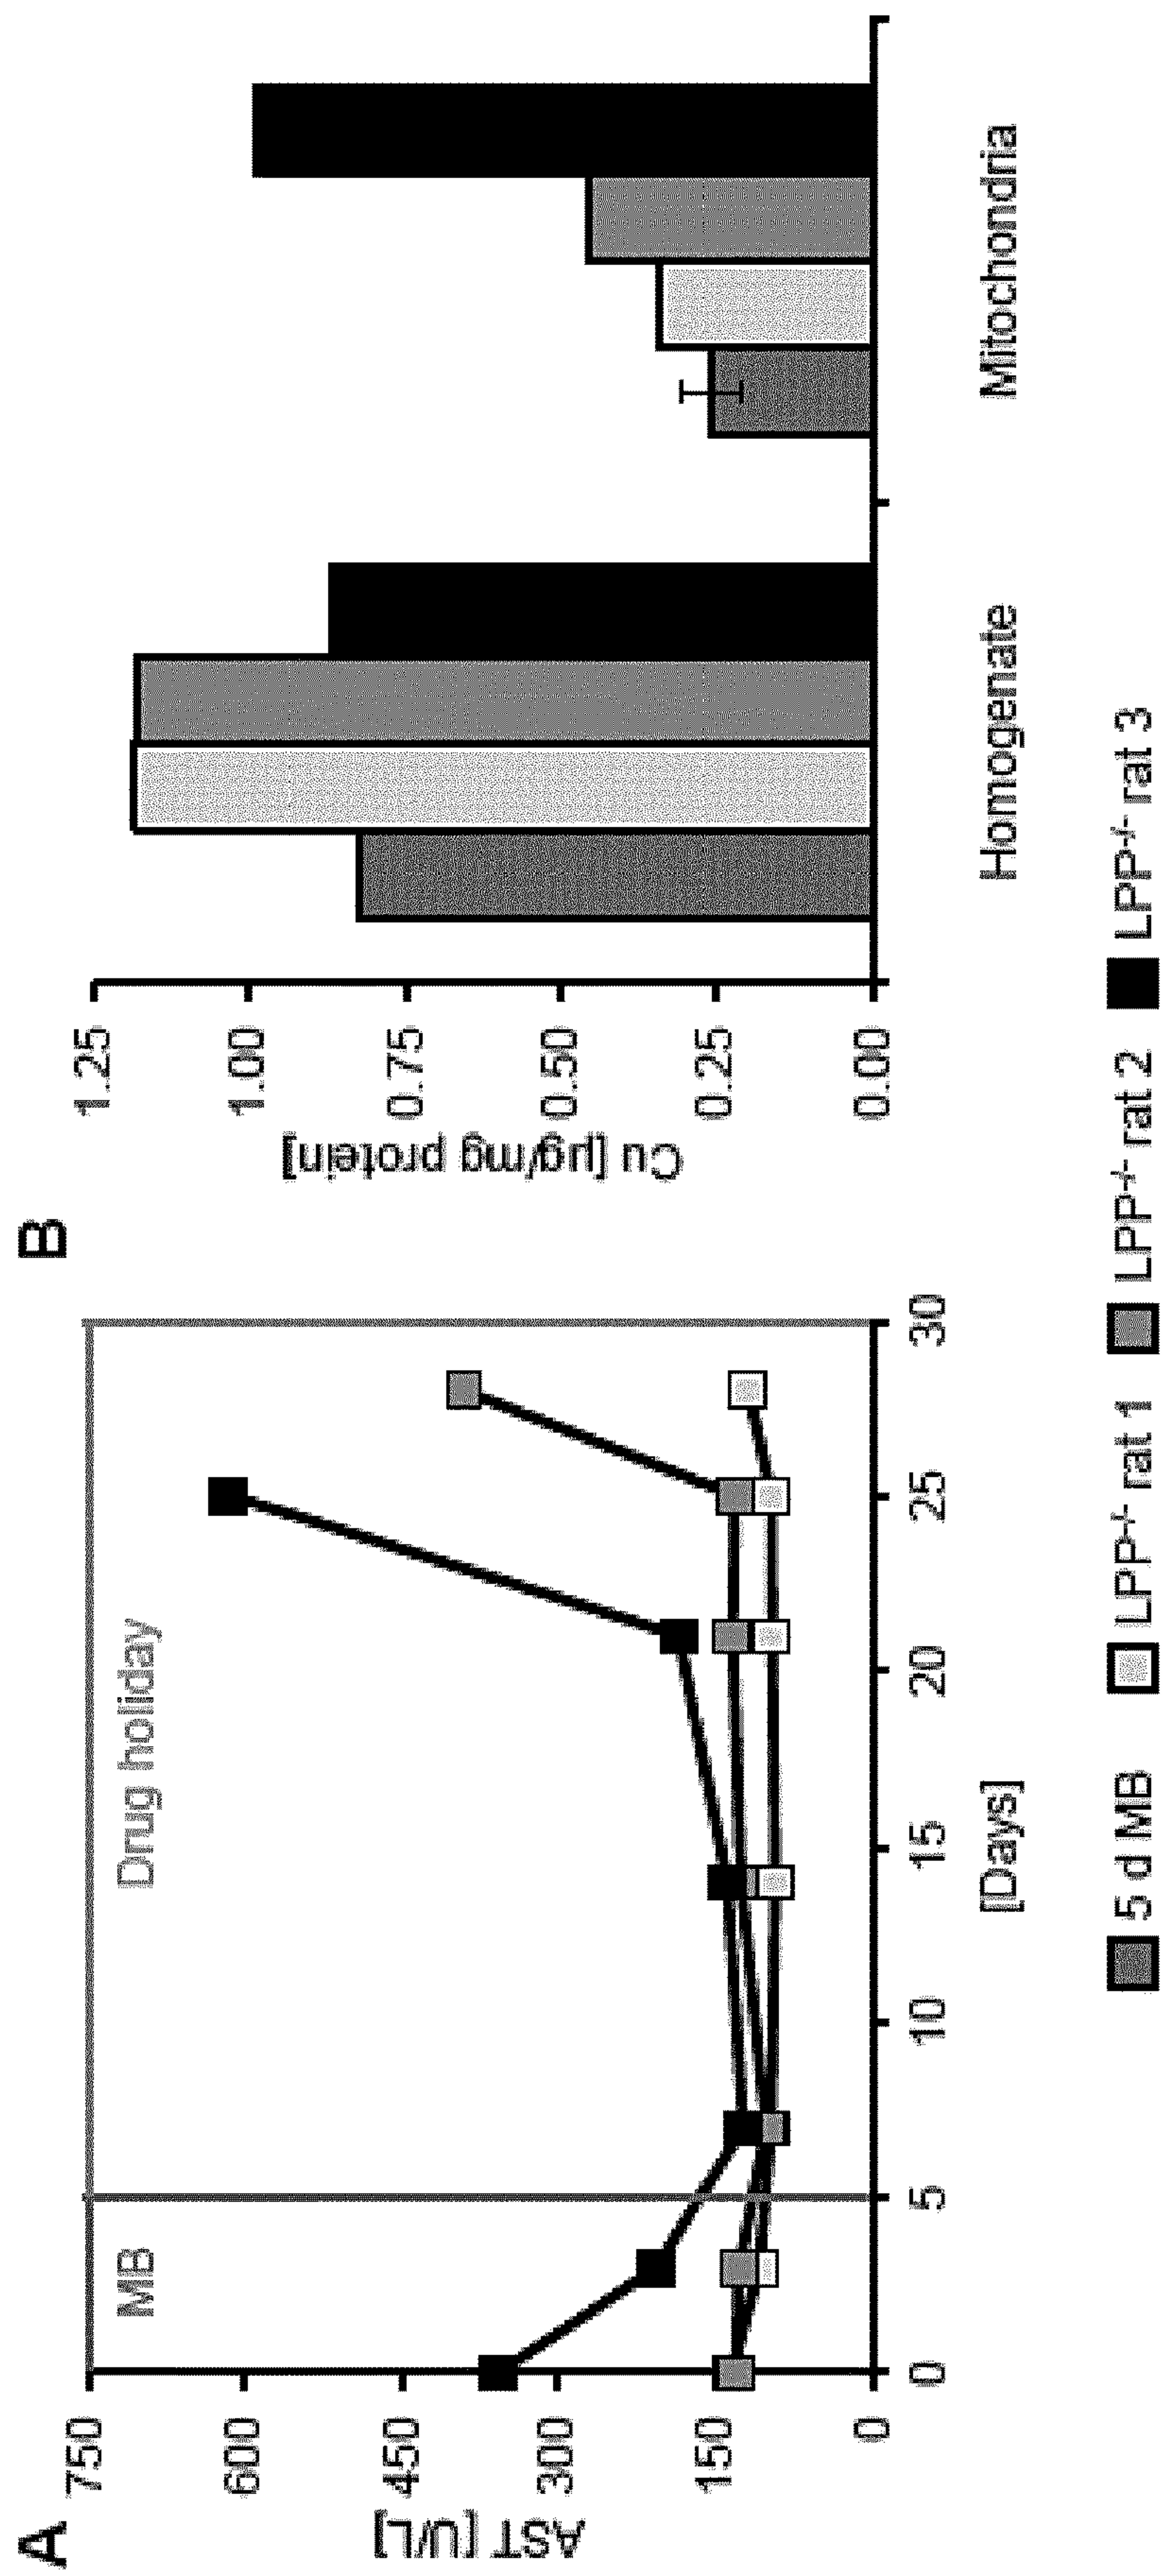 A
AST [U/L]
750
600
450
300
150
0
MB
Drug holiday
0 5 10 15 20 25 30
[Days]
B
Cu [µg/mg protein]
1.25
1.00
0.75
0.50
0.25
0.00
Homogenate Mitochondria
5 d MB LPP-/- rat 1 LPP-/- rat 2 LPP-/- rat 3